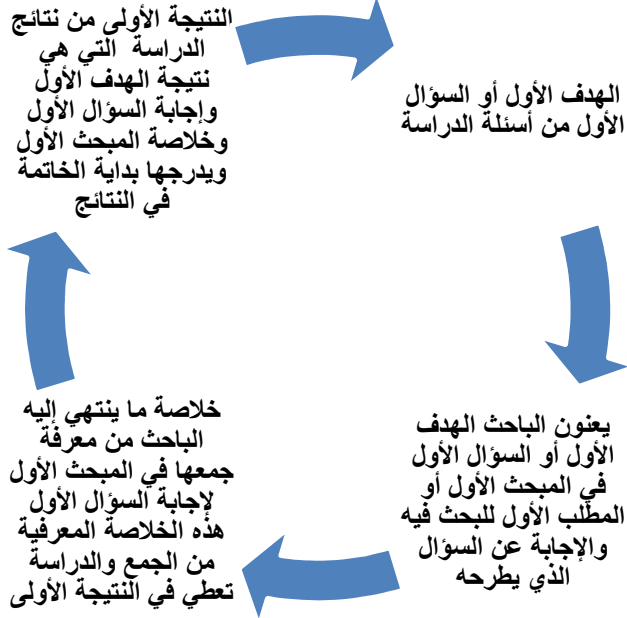 الهدف الأول أو السؤال
الأول من أسئلة الدراسة
يعنون الباحث الهدف
الأول أو السؤال الأول
في المبحث الأول أو
المطلب الأول للبحث فيه
والإجابة عن السؤال
الذي يطرحه
خلاصة ما ينتهي إليه
الباحث من معرفة
جمعها في المبحث الأول
لإجابة السؤال الأول
هذه الخلاصة المعرفية
من الجمع والدراسة
تعطي في النتيجة الأولى
النتيجة الأولى من نتائج
الدراسة التي هي
نتيجة الهدف الأول
وإجابة السؤال الأول
وخلاصة المبحث الأول
ويدرجها بداية الخاتمة
في النتائج